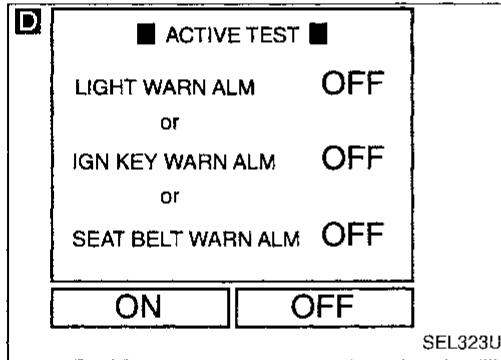 D
ACTIVE TEST
LIGHT WARN ALM OFF
or
IGN KEY WARN ALM OFF
or
SEAT BELT WARN ALM OFF
ON OFF
SEL323U